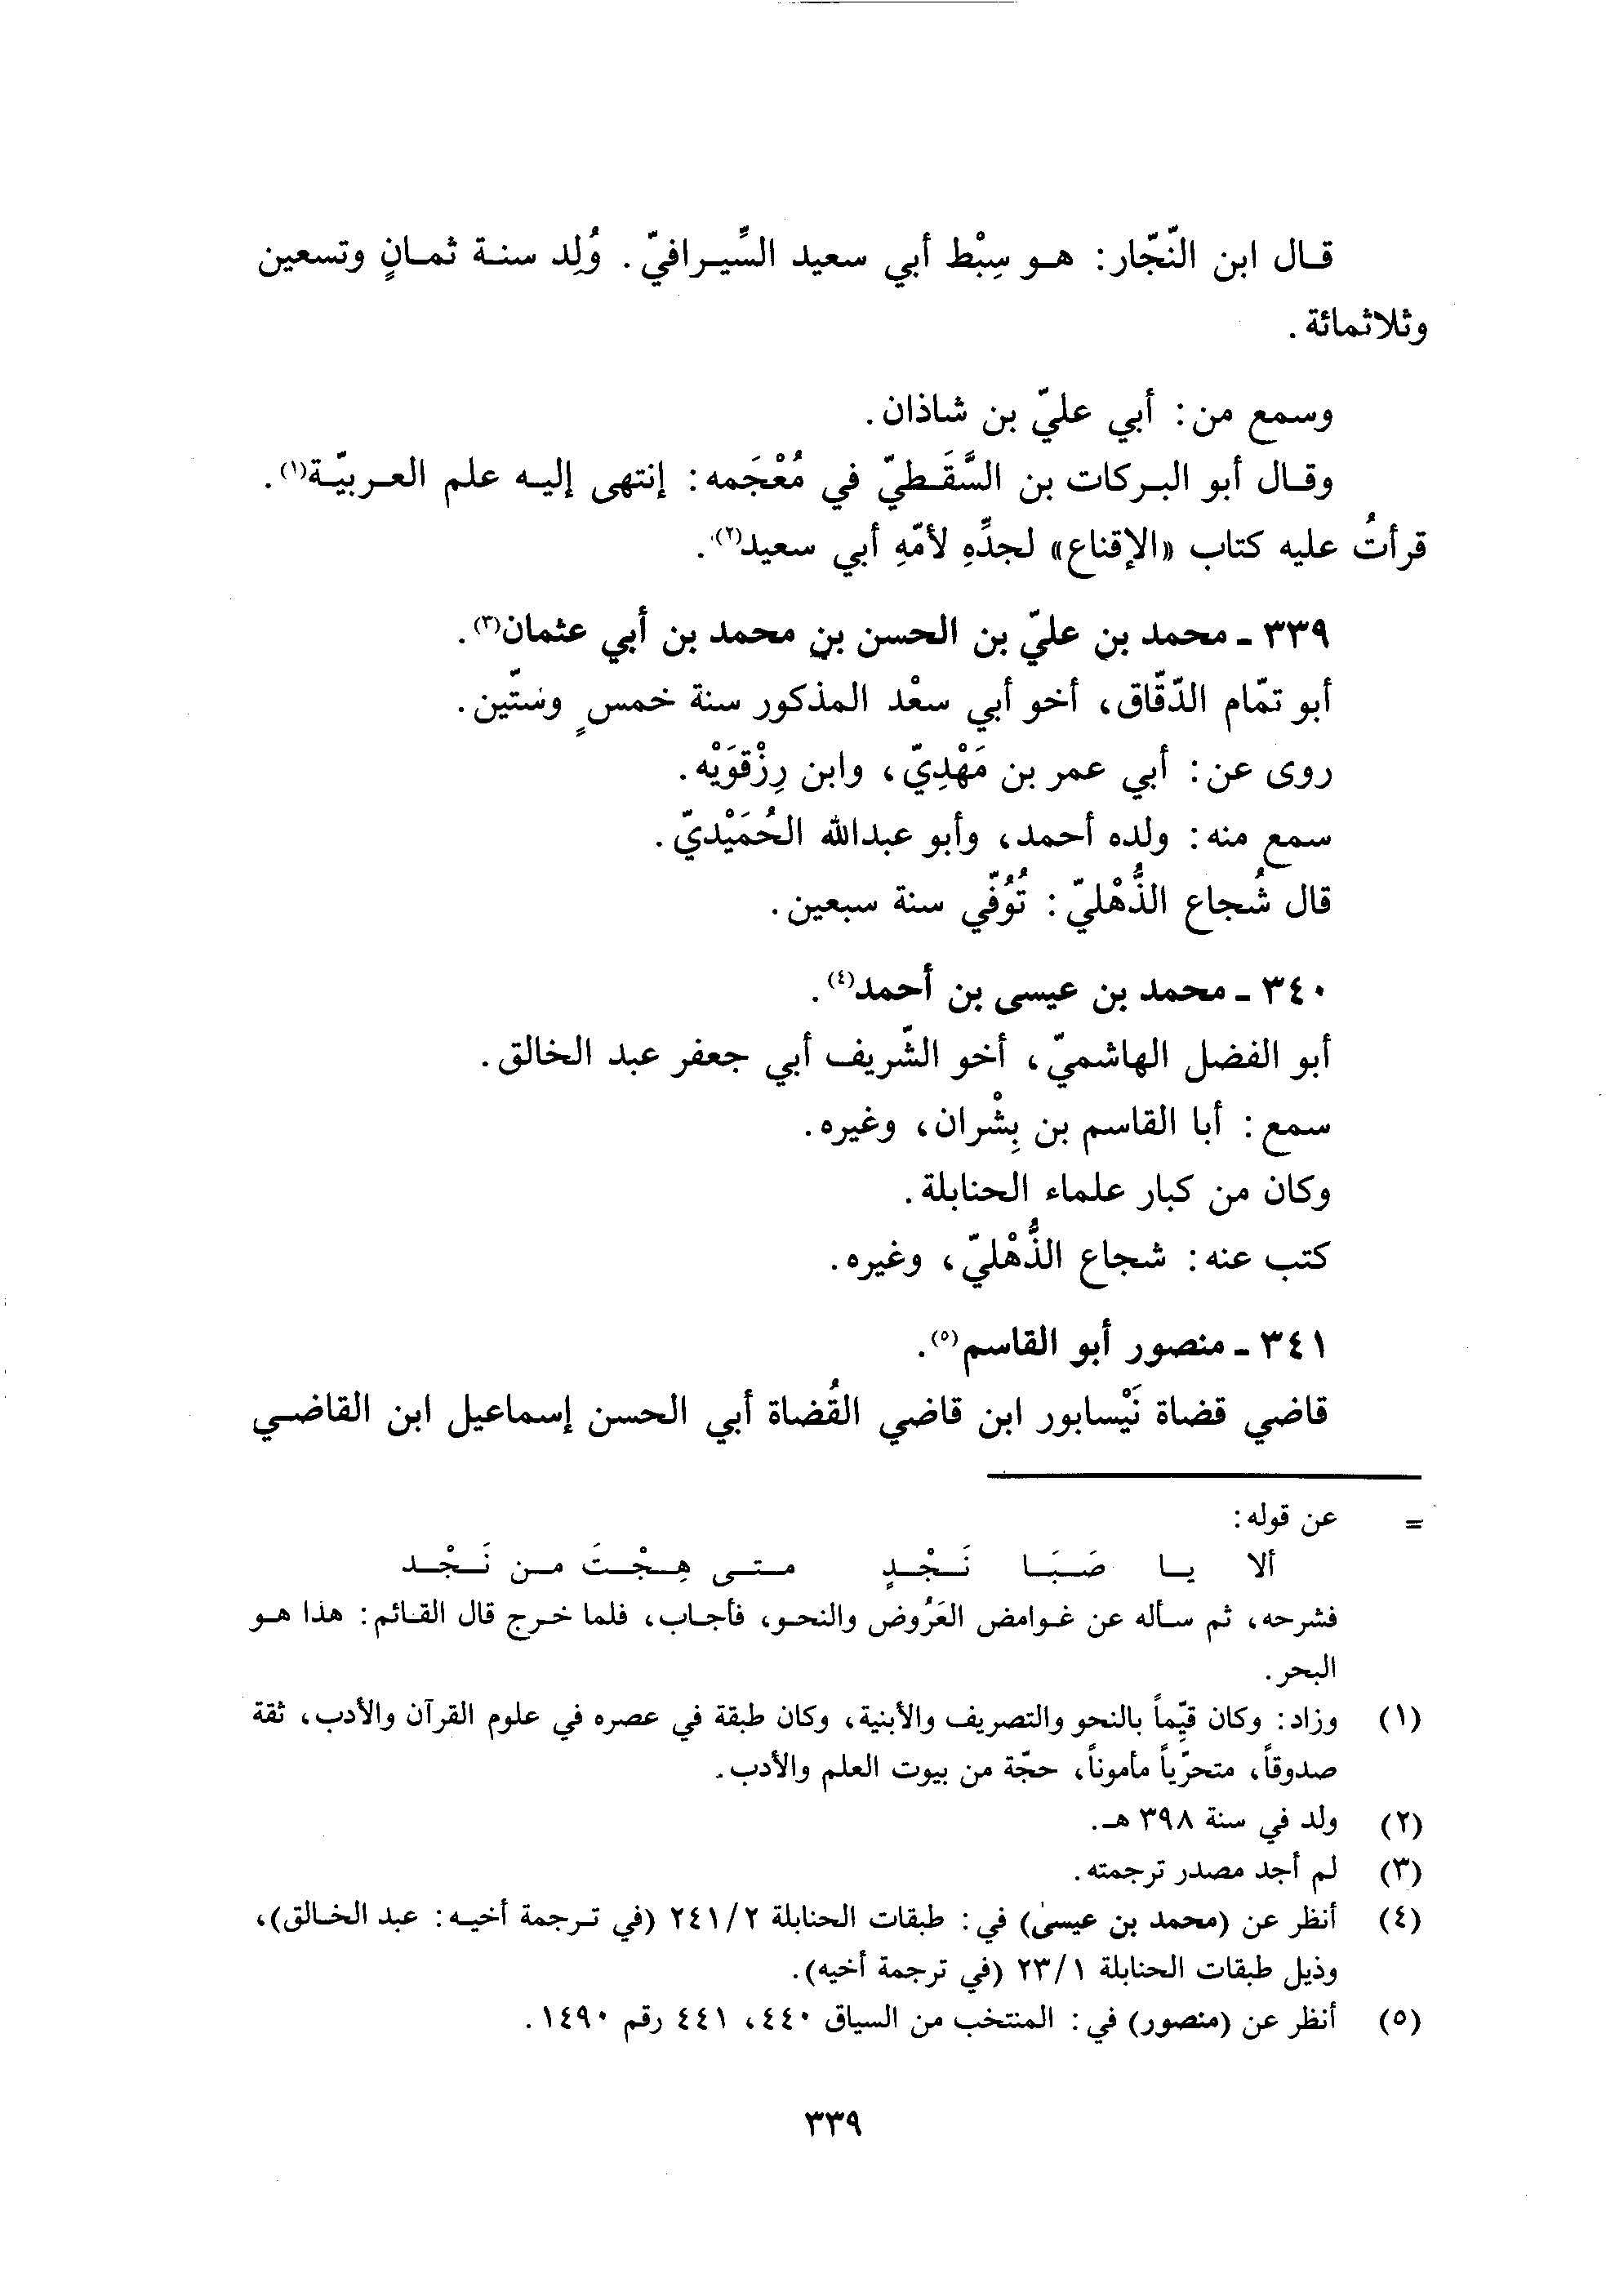 قال ابن النّجّار: هو سِبْط أبي سعيد السِّيرافيّ. وُلِد سنة ثمانٍ وتسعين
وثلاثمائة.
وسمع من: أبي عليّ بن شاذان.
وقال أبو البركات بن السَّقَطيّ في مُعْجَمه: إنتهى إليه علم العربيّة(١).
قرأتُ عليه كتاب «الإقناع» لجدِّهِ لأمّهِ أبي سعيد(٢).
٣٣٩ ـ محمد بن عليّ بن الحسن بن محمد بن أبي عثمان(٣).
أبو تمّام الدّقّاق، أخو أبي سعْد المذكور سنة خمسٍ وستّين.
روى عن: أبي عمر بن مَهْدِيّ، وابن رِزْقوَيْه.
سمع منه: ولده أحمد، وأبو عبدالله الحُمَيْديّ.
قال شُجاع الذُّهْليّ: تُوُفّي سنة سبعين.
٣٤٠ ـ محمد بن عيسى بن أحمد(٤).
أبو الفضل الهاشميّ، أخو الشّريف أبي جعفر عبد الخالق.
سمع: أبا القاسم بن بِشْران، وغيره.
وكان من كبار علماء الحنابلة.
كتب عنه: شجاع الذُّهْليّ، وغيره.
٣٤١ ـ منصور أبو القاسم(٥).
قاضي قضاة نَيْسابور ابن قاضي القُضاة أبي الحسن إسماعيل ابن القاضي
= عن قوله:
ألا يا صَبَا نَجْدٍ متى هِجْتَ من نَجْد
فشرحه، ثم سأله عن غوامض العَرُوض والنحو، فأجاب، فلما خرج قال القائم: هذا هو
البحر.
(١) وزاد: وكان قيِّماً بالنحو والتصريف والأبنية، وكان طبقة في عصره في علوم القرآن والأدب، ثقة
صدوقاً، متحرّياً مأموناً، حجّة من بيوت العلم والأدب.
(٢) ولد في سنة ٣٩٨ هـ.
(٣) لم أجد مصدر ترجمته.
(٤) أنظر عن (محمد بن عيسى) في: طبقات الحنابلة ٢/ ٢٤١ (في ترجمة أخيه: عبد الخالق)،
وذيل طبقات الحنابلة ١/ ٢٣ (في ترجمة أخيه).
(٥) أنظر عن (منصور) في: المنتخب من السياق ٤٤٠، ٤٤١ رقم ١٤٩٠.
٣٣٩